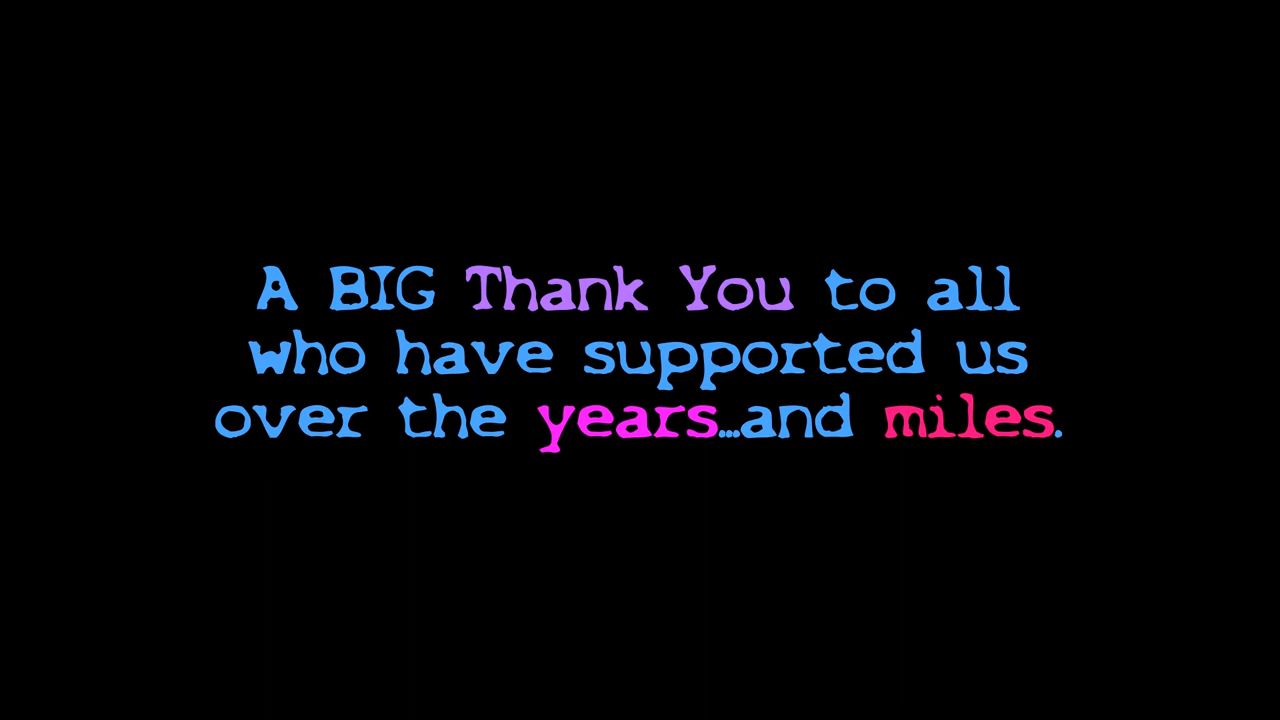 A BIG Thank You to all
who have supported us
over the years...and miles.